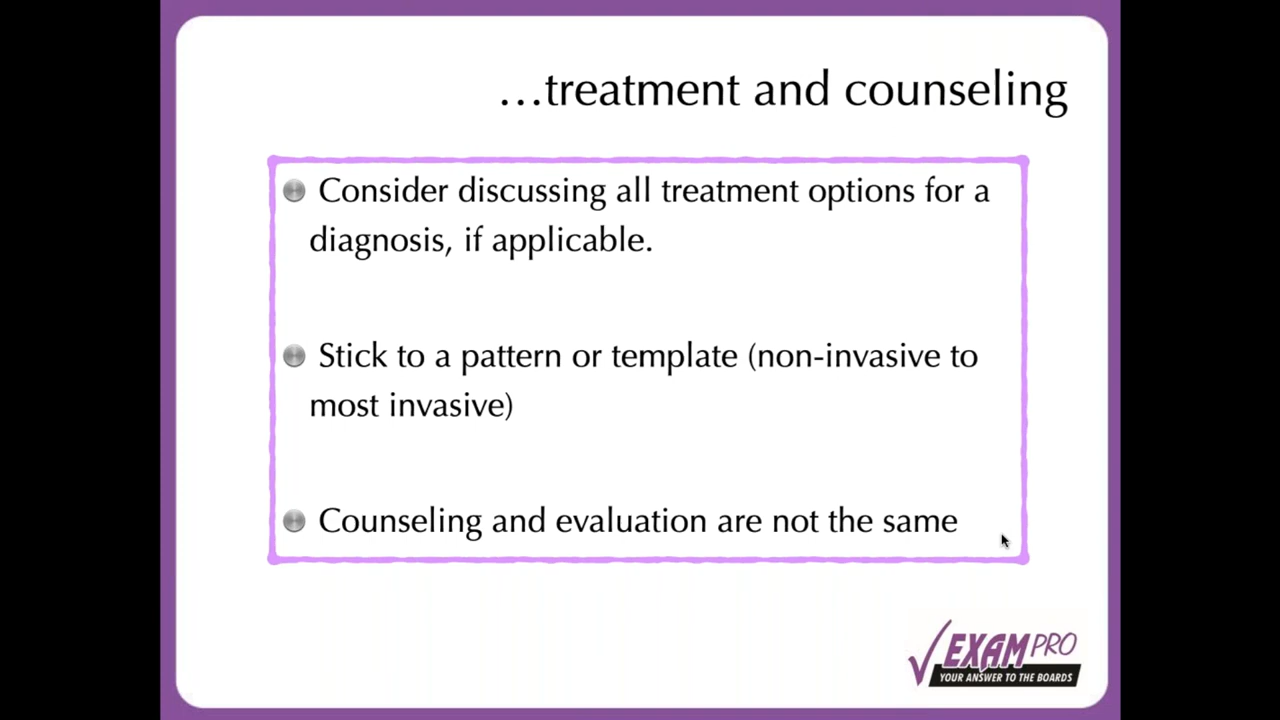 ...treatment and counseling
Consider discussing all treatment options for a
diagnosis, if applicable.
Stick to a pattern or template (non-invasive to
most invasive)
Counseling and evaluation are not the same
EXAM PRO
YOUR ANSWER TO THE BOARDS